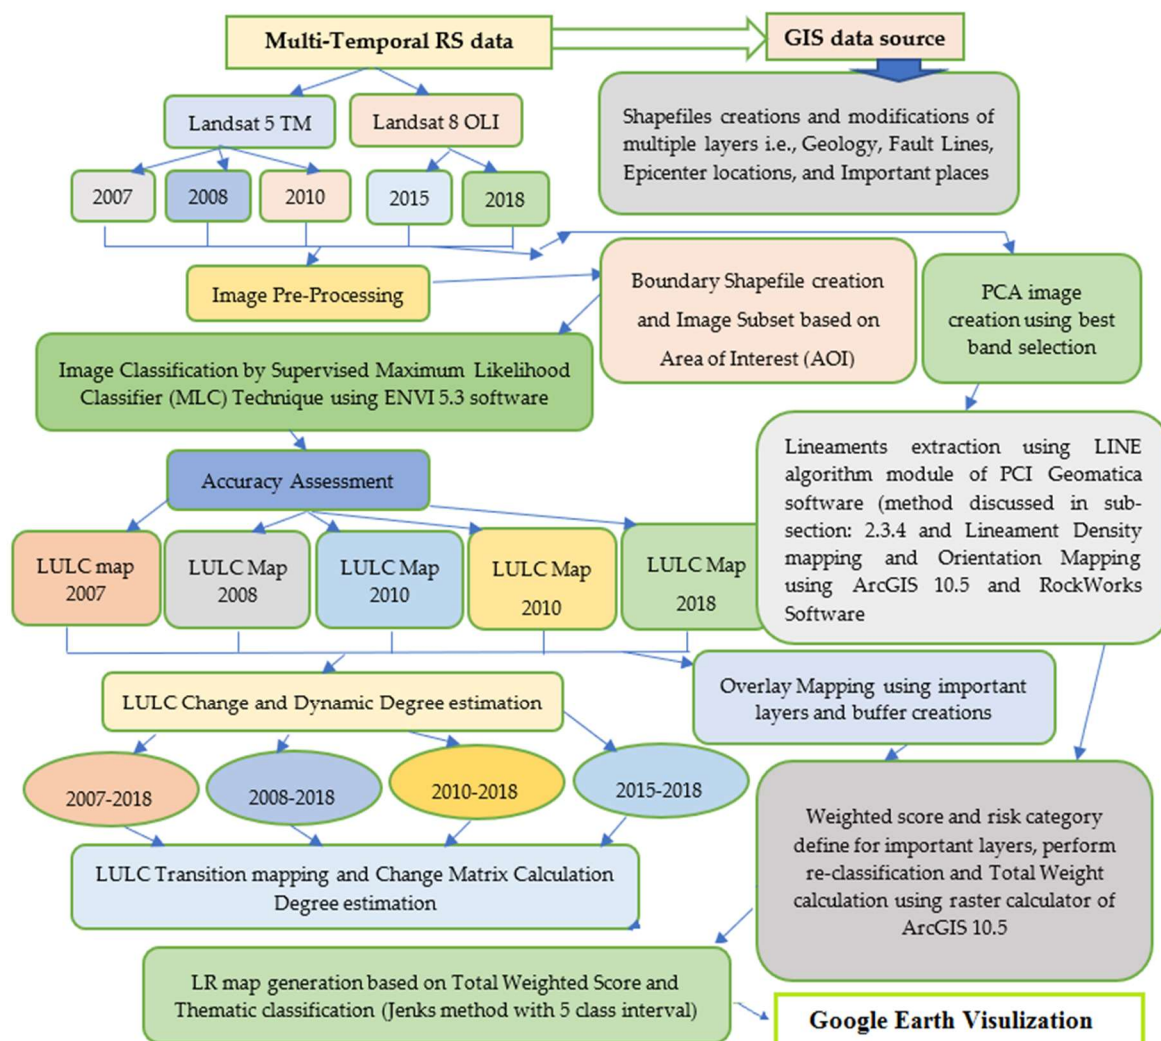 Multi-Temporal RS data
GIS data source
Landsat 5 TM
Landsat 8 OLI
Shapefiles creations and modifications of
multiple layers i.e., Geology, Fault Lines,
Epicenter locations, and Important places
2007
2008
2010
2015
2018
Image Pre-Processing
Boundary Shapefile creation
and Image Subset based on
Area of Interest (AOI)
PCA image
creation using best
band selection
Image Classification by Supervised Maximum Likelihood
Classifier (MLC) Technique using ENVI 5.3 software
Accuracy Assessment
Lineaments extraction using LINE
algorithm module of PCI Geomatica
software (method discussed in sub-
section: 2.3.4 and Lineament Density
mapping and Orientation Mapping
using ArcGIS 10.5 and RockWorks
Software
LULC map
2007
LULC Map
2008
LULC Map
2010
LULC Map
2010
LULC Map
2018
LULC Change and Dynamic Degree estimation
Overlay Mapping using important
layers and buffer creations
2007-2018
2008-2018
2010-2018
2015-2018
Weighted score and risk category
define for important layers, perform
re-classification and Total Weight
calculation using raster calculator of
ArcGIS 10.5
LULC Transition mapping and Change Matrix Calculation
Degree estimation
LR map generation based on Total Weighted Score and
Thematic classification (Jenks method with 5 class interval)
Google Earth Visulization